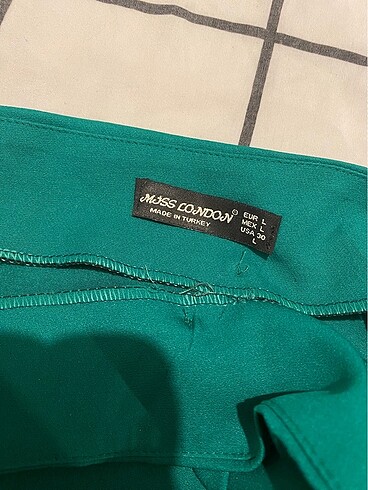 MISS LONDON®
MADE IN TURKEY
EUR L
MEX L
USA 30
L